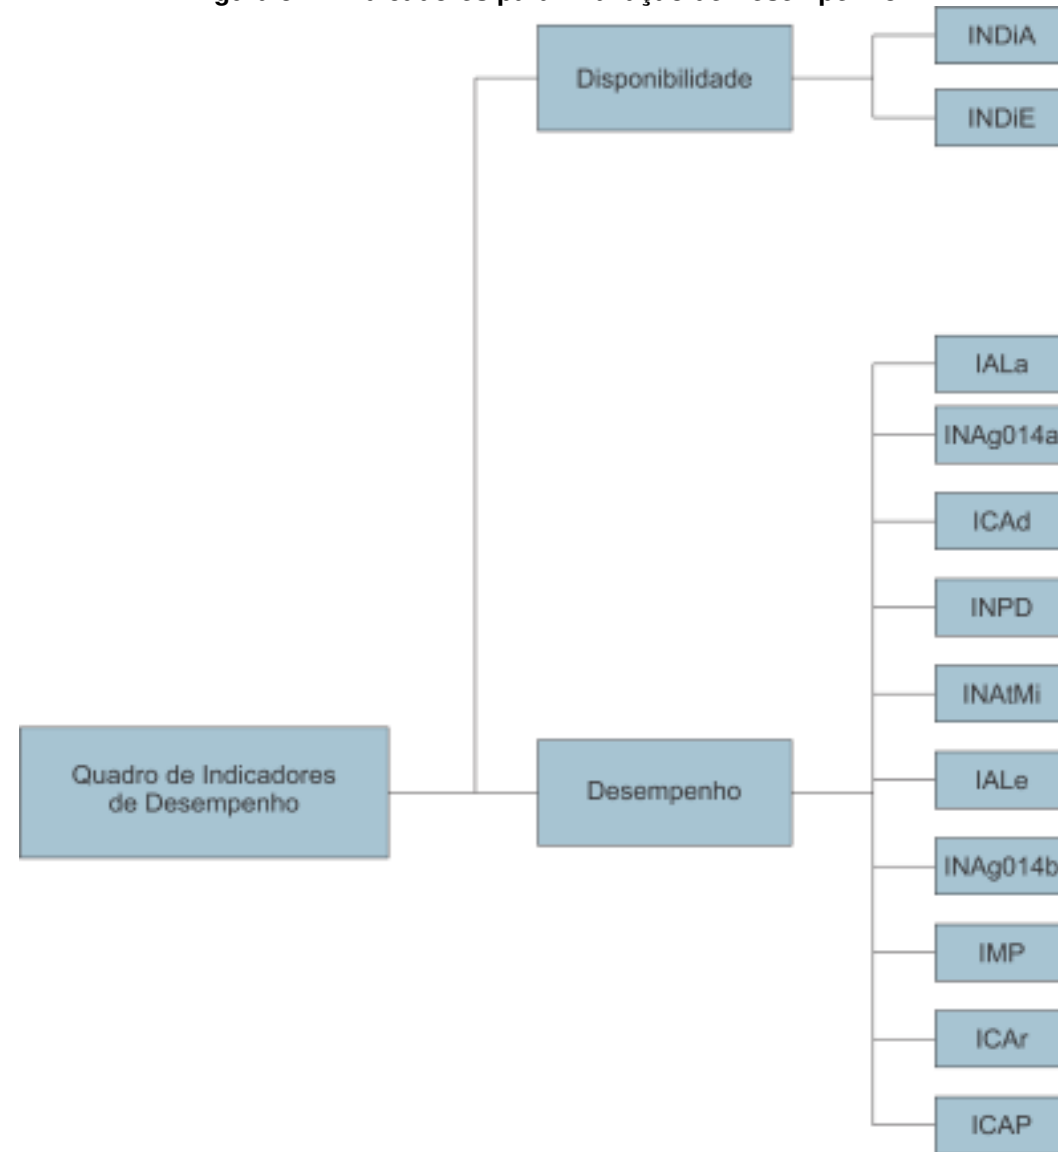 para
INDiA
Disponibilidade
INDiE
IALa
INAg014a
ICAd
INPD
INAtMi
Quadro de Indicadores
de Desempenho
Desempenho
IALe
INAg014b
IMP
ICAr
ICAP